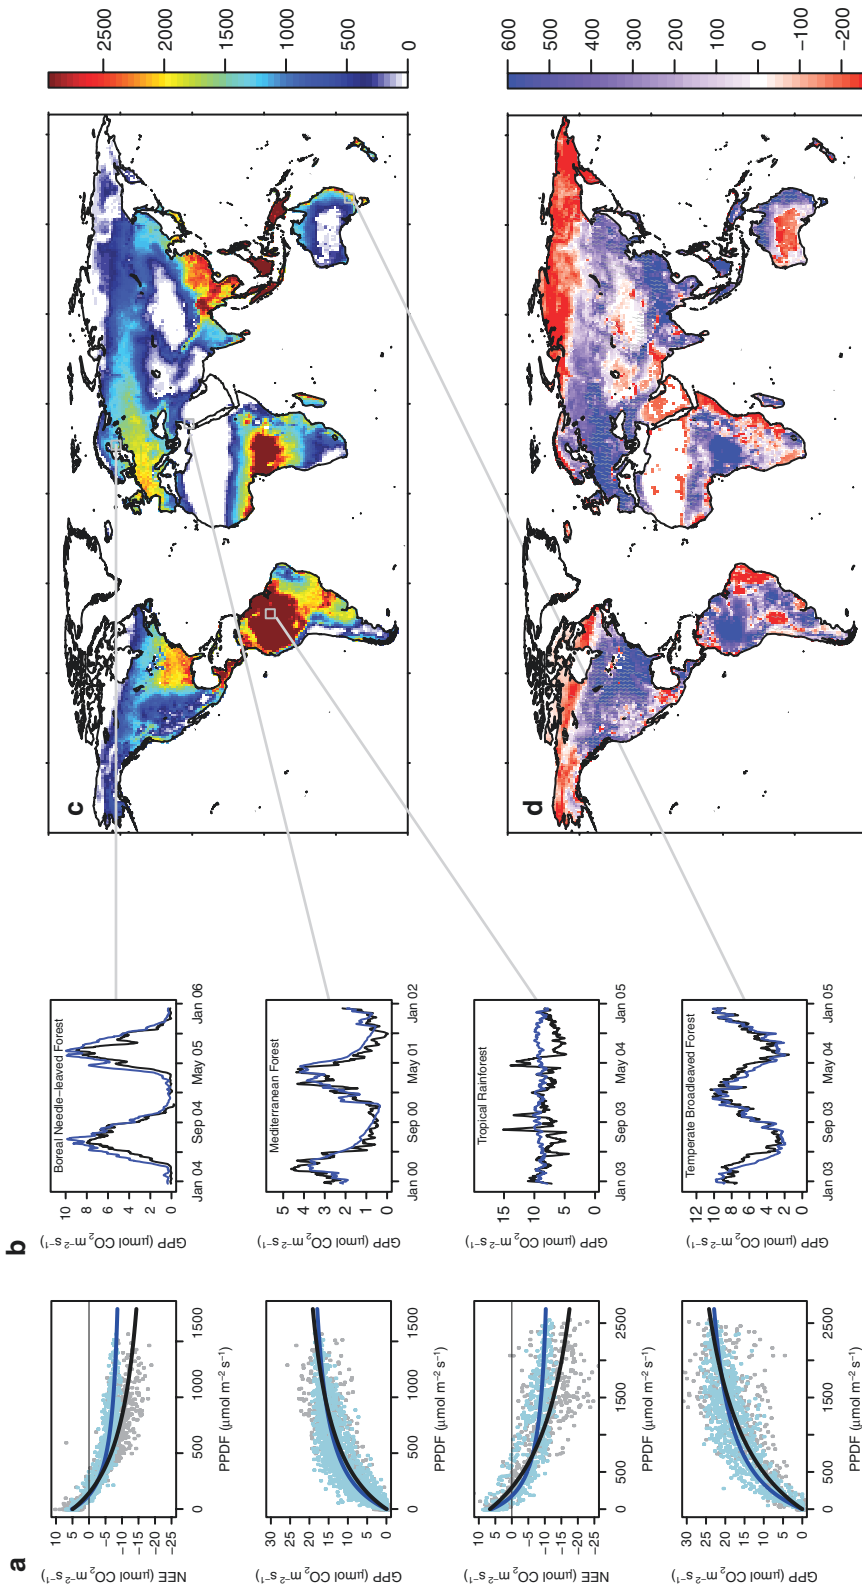 a
NEE (µmol CO₂ m⁻² s⁻¹)
10
5
0
−5
−10
−15
−20
−25
0 500 1000 1500
PPDF (µmol m⁻² s⁻¹)
GPP (µmol CO₂ m⁻² s⁻¹)
30
25
20
15
10
5
0
0 500 1000 1500
PPDF (µmol m⁻² s⁻¹)
NEE (µmol CO₂ m⁻² s⁻¹)
10
5
0
−5
−10
−15
−20
−25
0 500 1500 2500
PPDF (µmol m⁻² s⁻¹)
GPP (µmol CO₂ m⁻² s⁻¹)
30
25
20
15
10
5
0
0 500 1500 2500
PPDF (µmol m⁻² s⁻¹)
b
Boreal Needle−leaved Forest
GPP (µmol CO₂ m⁻² s⁻¹)
10
8
6
4
2
0
Jan 04 Sep 04 May 05 Jan 06
Mediterranean Forest
GPP (µmol CO₂ m⁻² s⁻¹)
5
4
3
2
1
0
Jan 00 Sep 00 May 01 Jan 02
Tropical Rainforest
GPP (µmol CO₂ m⁻² s⁻¹)
15
10
5
0
Jan 03 Sep 03 May 04 Jan 05
Temperate Broadleaved Forest
GPP (µmol CO₂ m⁻² s⁻¹)
12
10
8
6
4
2
0
Jan 03 Sep 03 May 04 Jan 05
c
2500
2000
1500
1000
500
0
d
600
500
400
300
200
100
0
−100
−200